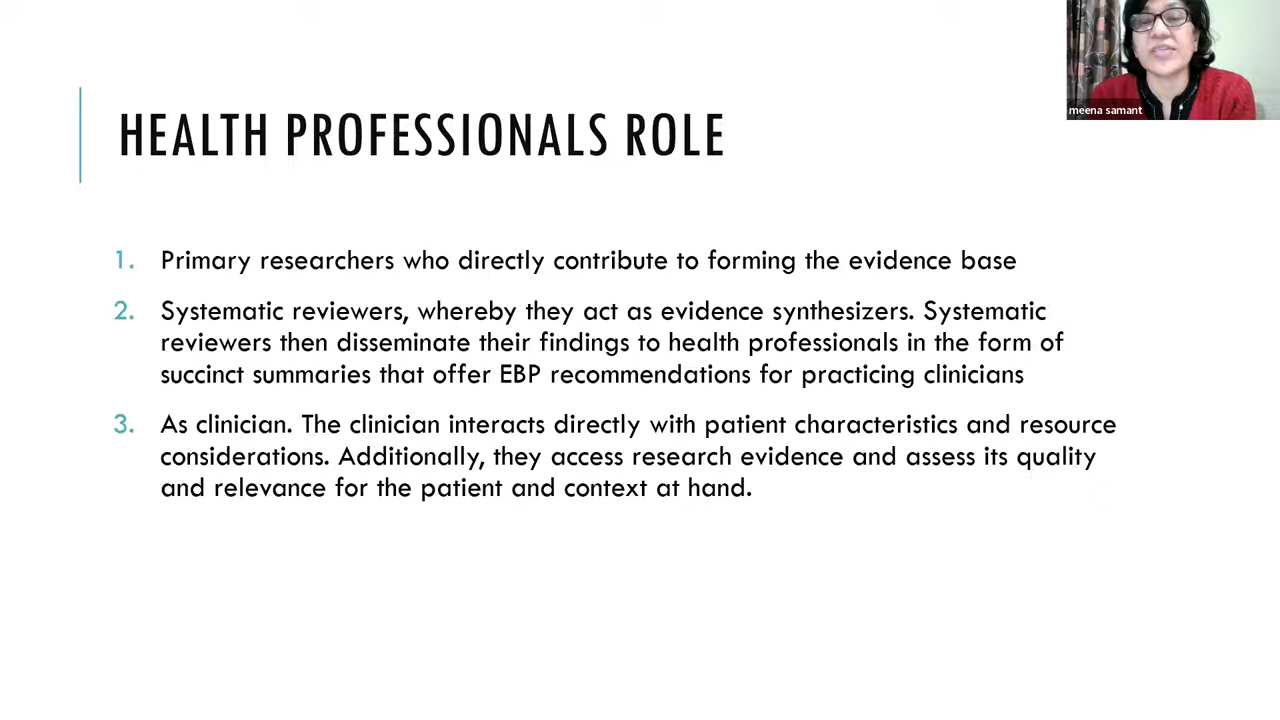 meena samant
HEALTH PROFESSIONALS ROLE
1. Primary researchers who directly contribute to forming the evidence base
2. Systematic reviewers, whereby they act as evidence synthesizers. Systematic
reviewers then disseminate their findings to health professionals in the form of
succinct summaries that offer EBP recommendations for practicing clinicians
3. As clinician. The clinician interacts directly with patient characteristics and resource
considerations. Additionally, they access research evidence and assess its quality
and relevance for the patient and context at hand.